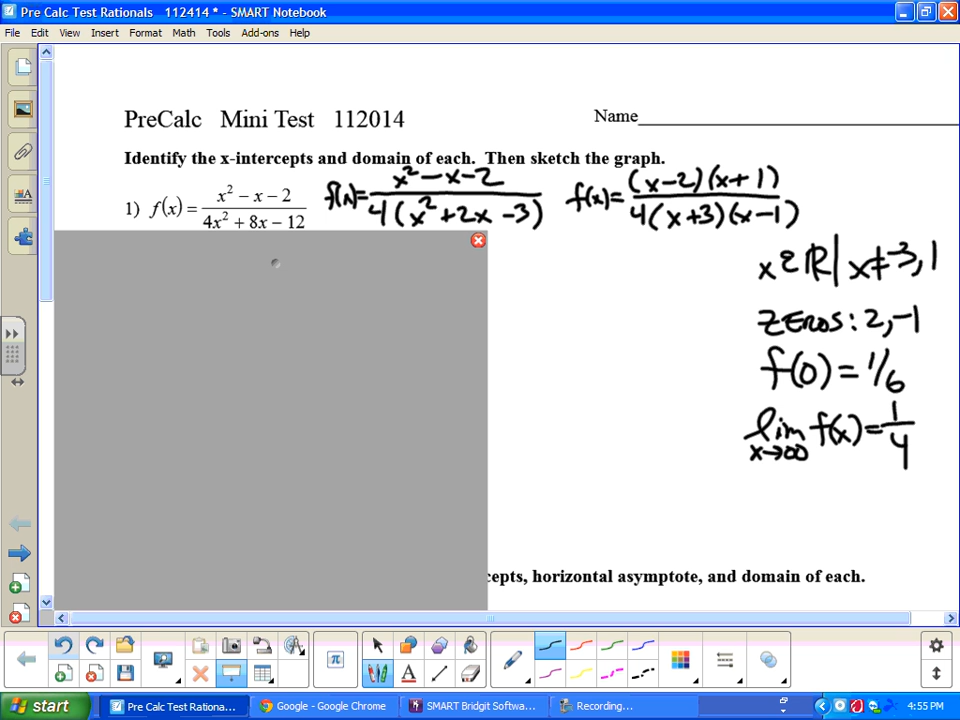 Pre Calc Test Rationals 112414 * - SMART Notebook
File Edit View Insert Format Math Tools Add-ons Help
PreCalc Mini Test 112014
Name
Identify the x-intercepts and domain of each. Then sketch the graph.
1) f(x) = (x² − x − 2)/(4x² + 8x − 12)
f(x) = (x² − x − 2)/(4(x² + 2x − 3))
f(x) = ((x−2)(x+1))/(4(x+3)(x−1))
x ∈ ℝ | x ≠ −3, 1
ZEROS: 2, −1
f(0) = 1/6
lim x→∞ f(x) = 1/4
cepts, horizontal asymptote, and domain of each.
π
A
start
Pre Calc Test Rationa...
Google - Google Chrome
SMART Bridgit Softwa...
Recording...
4:55 PM